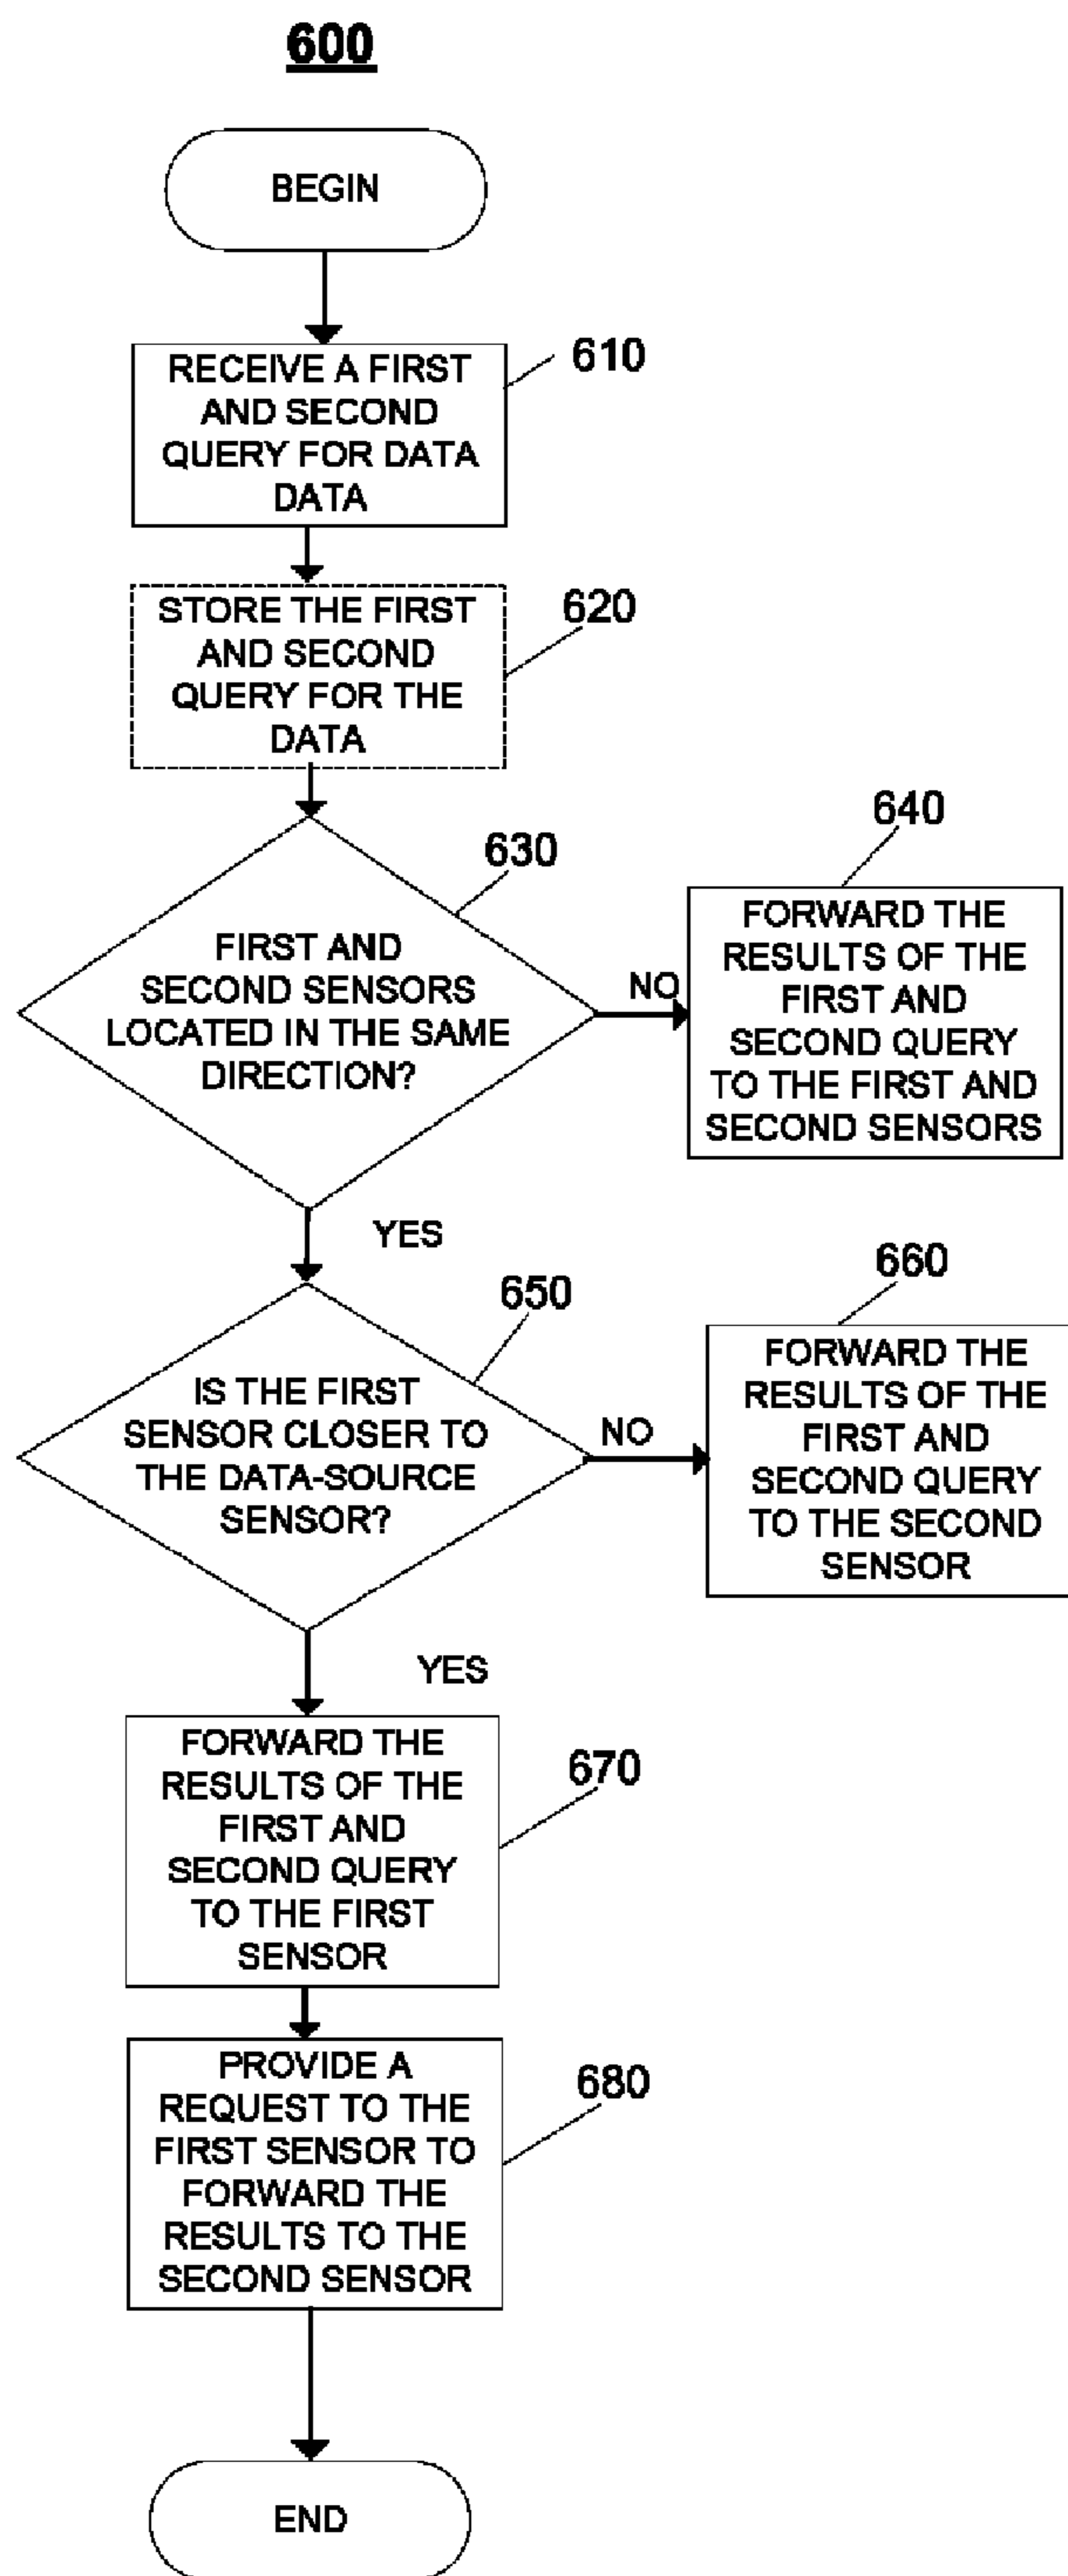 600
BEGIN
RECEIVE A FIRST
AND SECOND
QUERY FOR DATA
DATA
610
STORE THE FIRST
AND SECOND
QUERY FOR THE
DATA
620
FIRST AND
SECOND SENSORS
LOCATED IN THE SAME
DIRECTION?
630
NO
640
FORWARD THE
RESULTS OF THE
FIRST AND
SECOND QUERY
TO THE FIRST AND
SECOND SENSORS
YES
650
IS THE FIRST
SENSOR CLOSER TO
THE DATA-SOURCE
SENSOR?
NO
660
FORWARD THE
RESULTS OF THE
FIRST AND
SECOND QUERY
TO THE SECOND
SENSOR
YES
FORWARD THE
RESULTS OF THE
FIRST AND
SECOND QUERY
TO THE FIRST
SENSOR
670
PROVIDE A
REQUEST TO THE
FIRST SENSOR TO
FORWARD THE
RESULTS TO THE
SECOND SENSOR
680
END